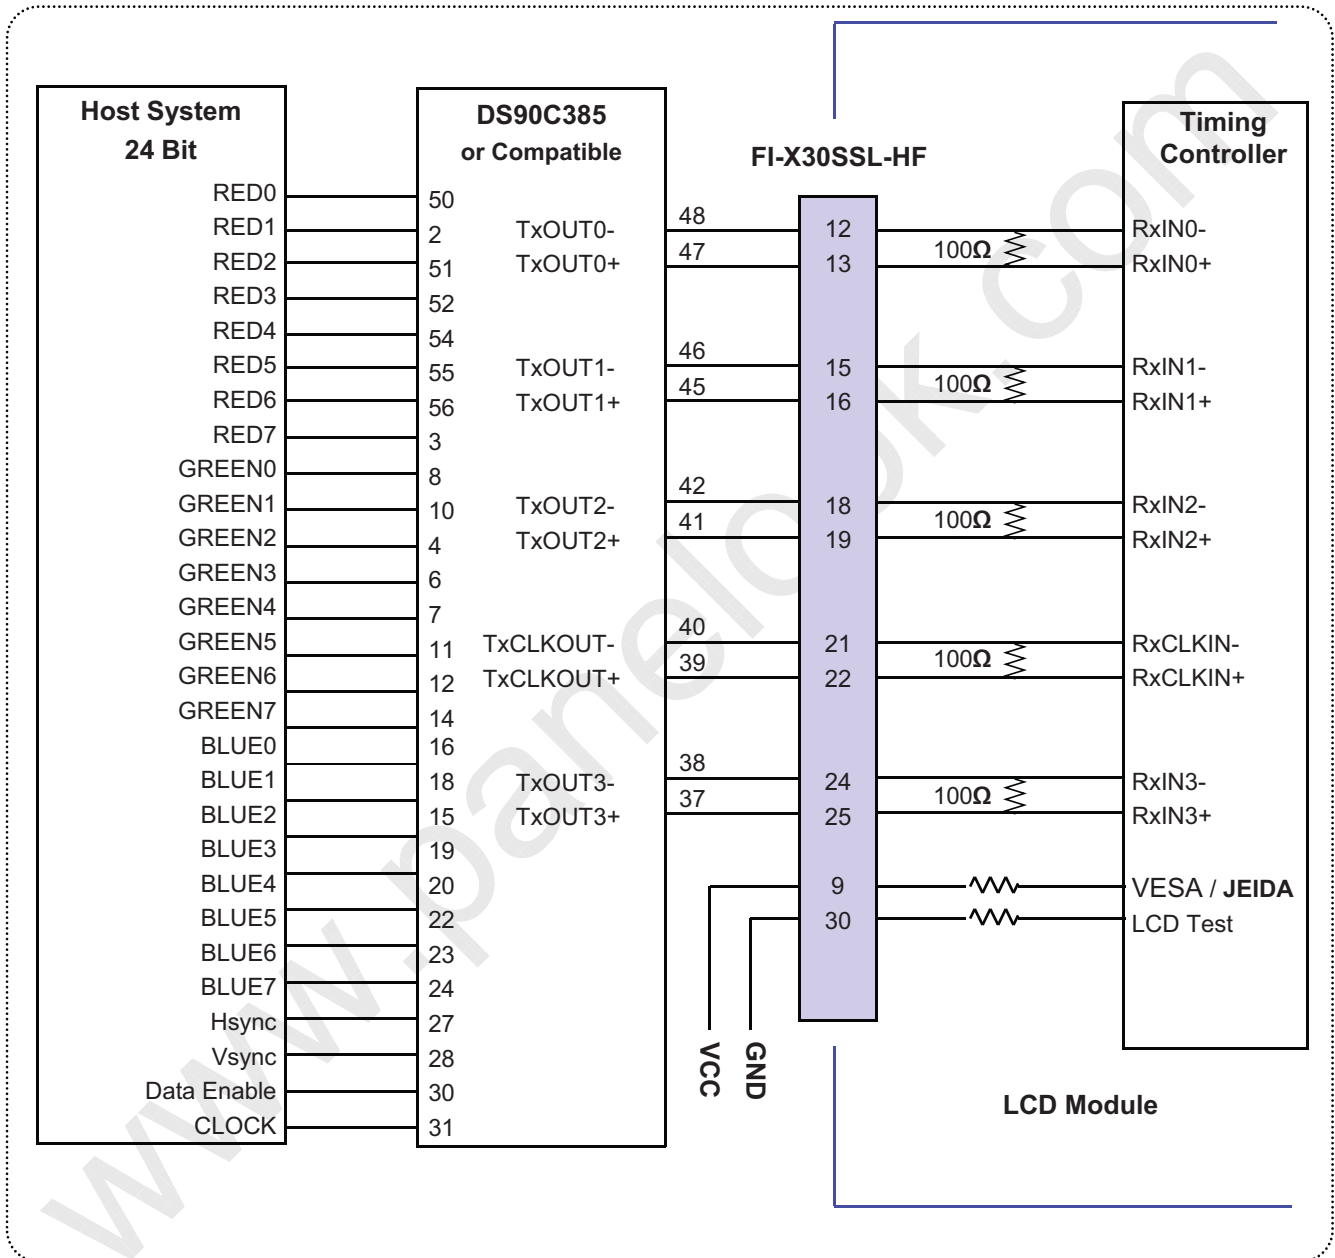 Host System
24 Bit
RED0
RED1
RED2
RED3
RED4
RED5
RED6
RED7
GREEN0
GREEN1
GREEN2
GREEN3
GREEN4
GREEN5
GREEN6
GREEN7
BLUE0
BLUE1
BLUE2
BLUE3
BLUE4
BLUE5
BLUE6
BLUE7
Hsync
Vsync
Data Enable
CLOCK
DS90C385
or Compatible
50
2
51
52
54
55
56
3
8
10
4
6
7
11
12
14
16
18
15
19
20
22
23
24
27
28
30
31
TxOUT0-
TxOUT0+
TxOUT1-
TxOUT1+
TxOUT2-
TxOUT2+
TxCLKOUT-
TxCLKOUT+
TxOUT3-
TxOUT3+
48
47
46
45
42
41
40
39
38
37
VCC
GND
FI-X30SSL-HF
12
13
15
16
18
19
21
22
24
25
9
30
100Ω
100Ω
100Ω
100Ω
100Ω
Timing
Controller
RxIN0-
RxIN0+
RxIN1-
RxIN1+
RxIN2-
RxIN2+
RxCLKIN-
RxCLKIN+
RxIN3-
RxIN3+
VESA / JEIDA
LCD Test
LCD Module
www.panelook.com